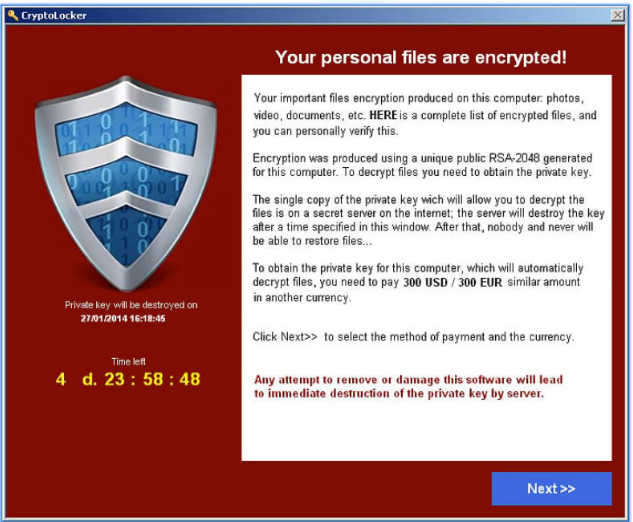 CryptoLocker
Your personal files are encrypted!
Your important files encryption produced on this computer: photos,
video, documents, etc. HERE is a complete list of encrypted files, and
you can personally verify this.
Encryption was produced using a unique public RSA-2048 generated
for this computer. To decrypt files you need to obtain the private key.
The single copy of the private key wich will allow you to decrypt the
files is on a secret server on the internet; the server will destroy the key
after a time specified in this window. After that, nobody and never will
be able to restore files...
To obtain the private key for this computer, which will automatically
decrypt files, you need to pay 300 USD / 300 EUR similar amount
in another currency.
Click Next>> to select the method of payment and the currency.
Any attempt to remove or damage this software will lead
to immediate destruction of the private key by server.
Private key will be destroyed on
27/01/2014 16:18:45
Time left
4 d. 23 : 58 : 48
Next >>